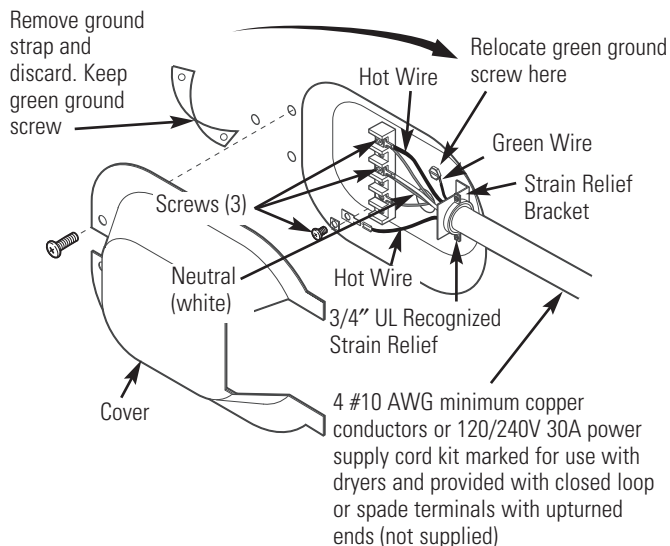 Remove ground
strap and
discard. Keep
green ground
screw
Relocate green ground
screw here
Hot Wire
Green Wire
Strain Relief
Bracket
Screws (3)
Neutral
(white)
Hot Wire
3/4″ UL Recognized
Strain Relief
Cover
4 #10 AWG minimum copper
conductors or 120/240V 30A power
supply cord kit marked for use with
dryers and provided with closed loop
or spade terminals with upturned
ends (not supplied)